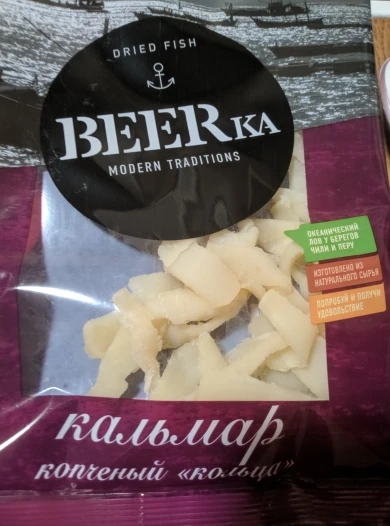 DRIED FISH
BEERKA
MODERN TRADITIONS
ОКЕАНИЧЕСКИЙ
ЛОВ У БЕРЕГОВ
ЧИЛИ И ПЕРУ
ИЗГОТОВЛЕНО ИЗ
НАТУРАЛЬНОГО СЫРЬЯ
ПОПРОБУЙ И ПОЛУЧИ
УДОВОЛЬСТВИЕ
кальмар
копченый «кольца»